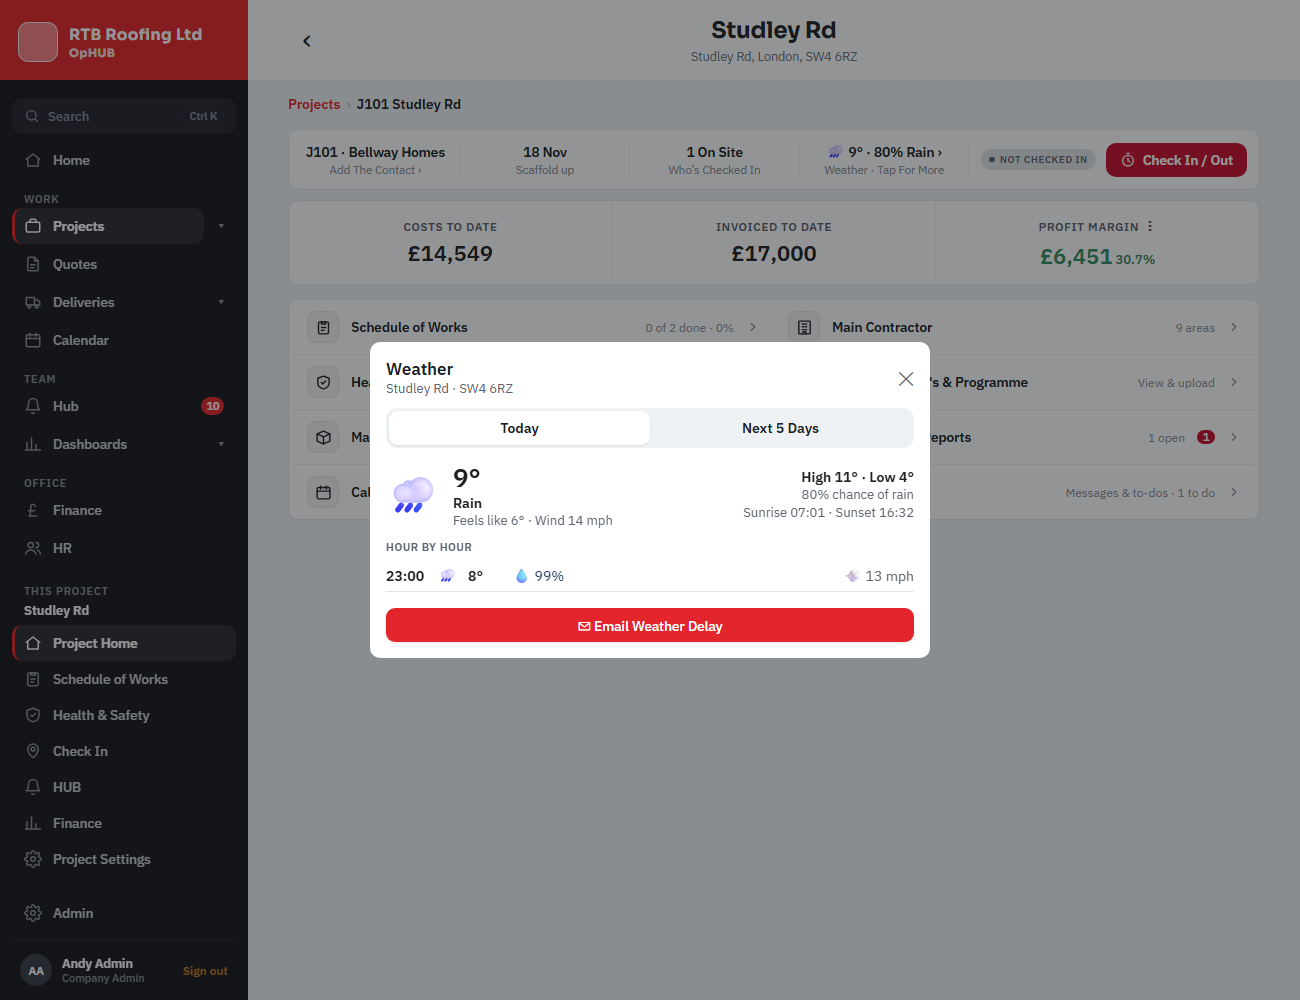 RTB Roofing Ltd
OpHUB
Search
Ctrl K
Home
WORK
Projects
Quotes
Deliveries
Calendar
TEAM
Hub
10
Dashboards
OFFICE
Finance
HR
THIS PROJECT
Studley Rd
Project Home
Schedule of Works
Health & Safety
Check In
HUB
Finance
Project Settings
Admin
AA
Andy Admin
Company Admin
Sign out
Studley Rd
Studley Rd, London, SW4 6RZ
Projects › J101 Studley Rd
J101 · Bellway Homes
Add The Contact ›
18 Nov
Scaffold up
1 On Site
Who's Checked In
9° · 80% Rain ›
Weather · Tap For More
NOT CHECKED IN
Check In / Out
COSTS TO DATE
£14,549
INVOICED TO DATE
£17,000
PROFIT MARGIN
£6,451 30.7%
Schedule of Works
0 of 2 done · 0%
Main Contractor
9 areas
Hea
's & Programme
View & upload
Ma
eports
1 open
1
Cal
Messages & to-dos · 1 to do
Weather
Studley Rd · SW4 6RZ
Today
Next 5 Days
9°
Rain
Feels like 6° · Wind 14 mph
High 11° · Low 4°
80% chance of rain
Sunrise 07:01 · Sunset 16:32
HOUR BY HOUR
23:00
8°
99%
13 mph
Email Weather Delay